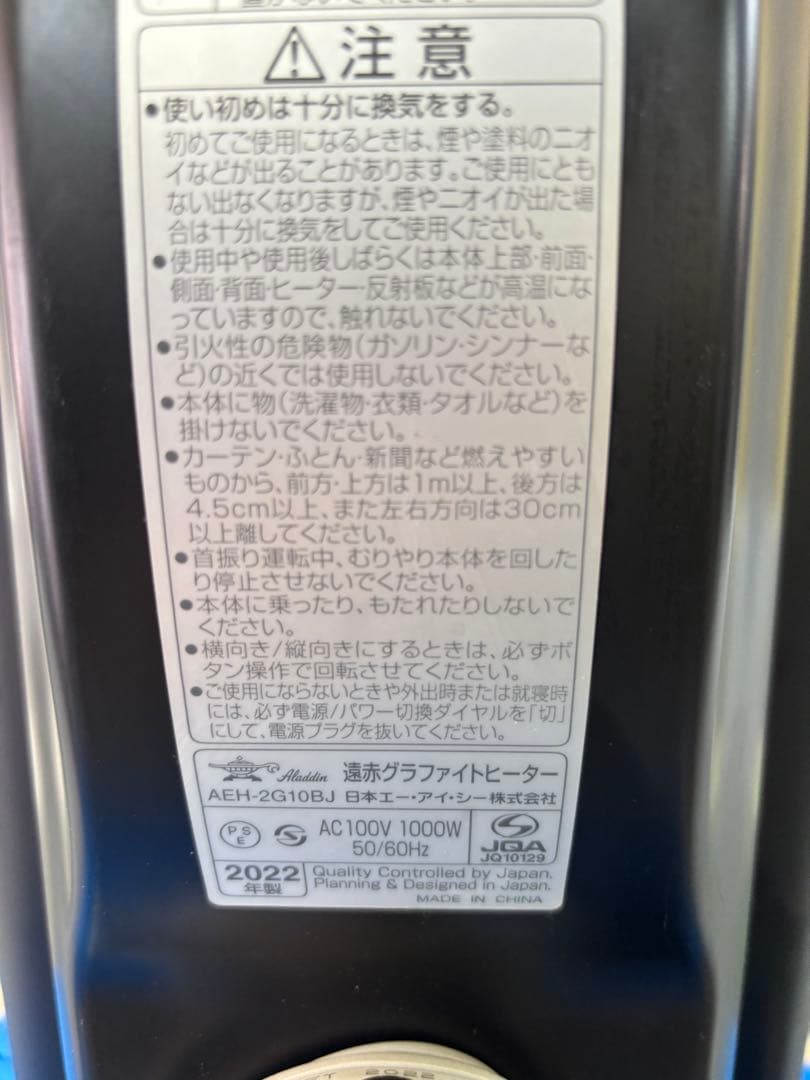 置かないでください。
注意
●使い初めは十分に換気をする。
初めてご使用になるときは、煙や塗料のニオ
イなどが出ることがあります。ご使用にとも
ない出なくなりますが、煙やニオイが出た場
合は十分に換気をしてご使用ください。
●使用中や使用後しばらくは本体上部・前面・
側面・背面・ヒーター・反射板などが高温にな
っていますので、触れないでください。
●引火性の危険物(ガソリン・シンナーな
ど)の近くでは使用しないでください。
●本体に物(洗濯物・衣類・タオルなど)を
掛けないでください。
●カーテン・ふとん・新聞など燃えやすい
ものから、前方・上方は1m以上、後方は
4.5cm以上、また左右方向は30cm
以上離してください。
●首振り運転中、むりやり本体を回した
り停止させないでください。
●本体に乗ったり、もたれたりしないで
ください。
●横向き/縦向きにするときは、必ずボ
タン操作で回転させてください。
●ご使用にならないときや外出時または就寝時
には、必ず電源/パワー切換ダイヤルを「切」
にして、電源プラグを抜いてください。
Aladdin 遠赤グラファイトヒーター
AEH-2G10BJ 日本エー・アイ・シー株式会社
PSE AC100V 1000W
50/60Hz
JQA
JQ10129
2022
年製
Quality Controlled by Japan.
Planning & Designed in Japan.
MADE IN CHINA
2022